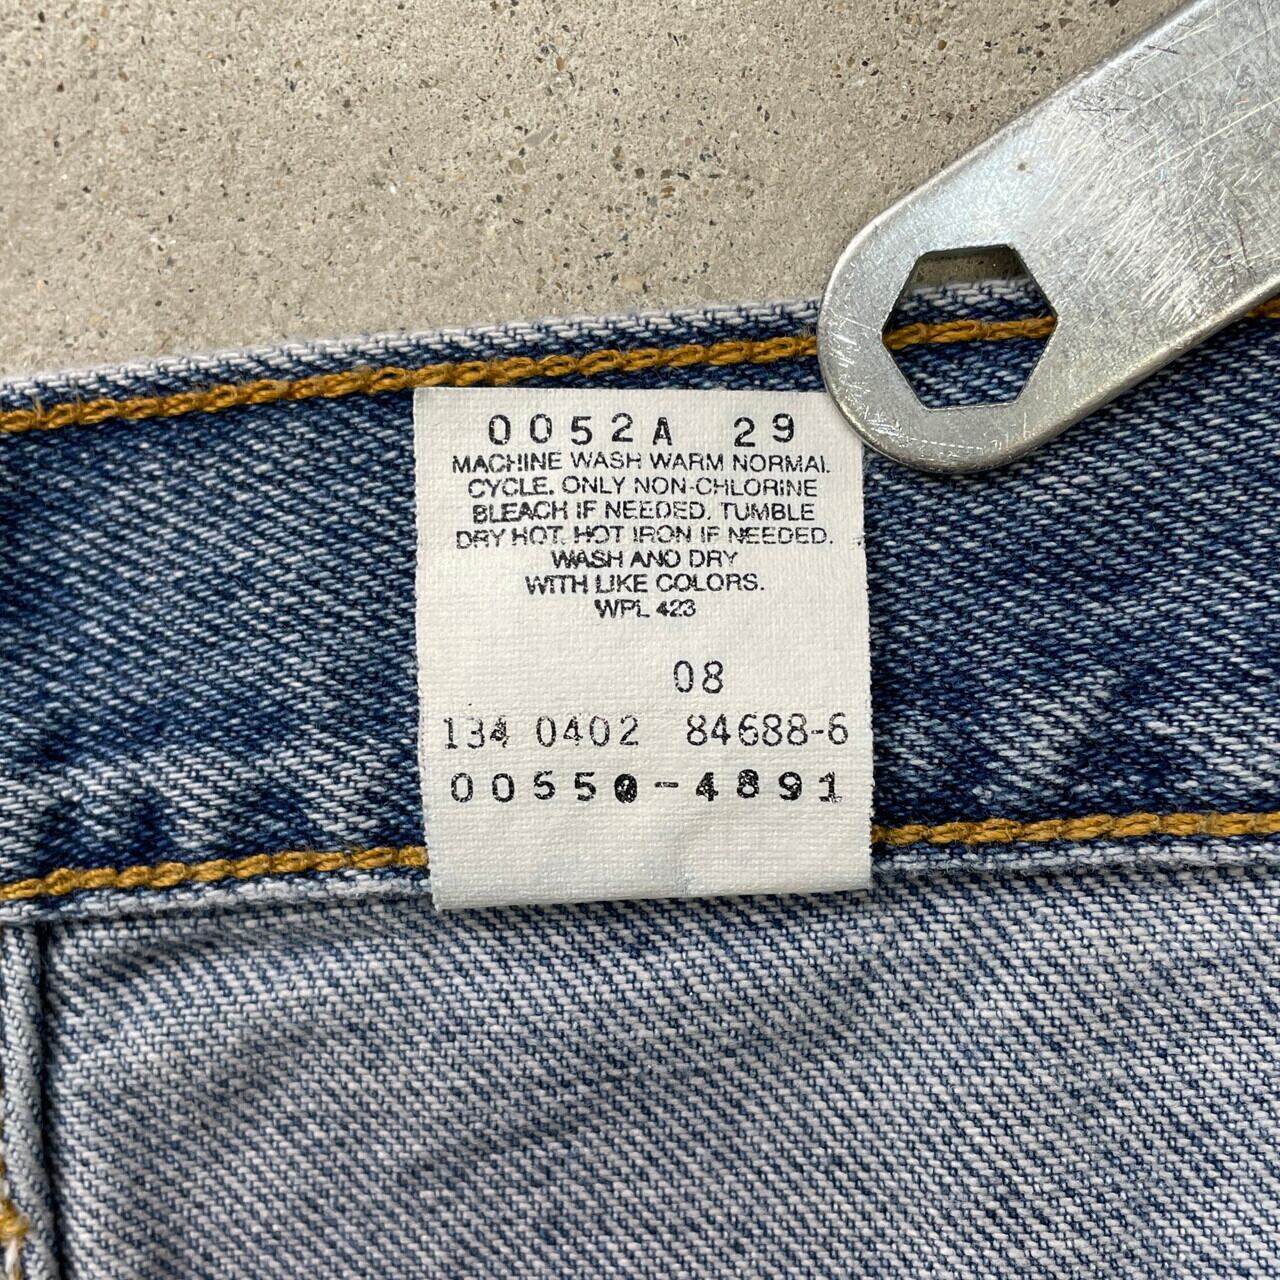 0052A 29
MACHINE WASH WARM NORMAL
CYCLE. ONLY NON-CHLORINE
BLEACH IF NEEDED. TUMBLE
DRY HOT. HOT IRON IF NEEDED.
WASH AND DRY
WITH LIKE COLORS.
WPL 423
08
134 0402 84688-6
00550-4891